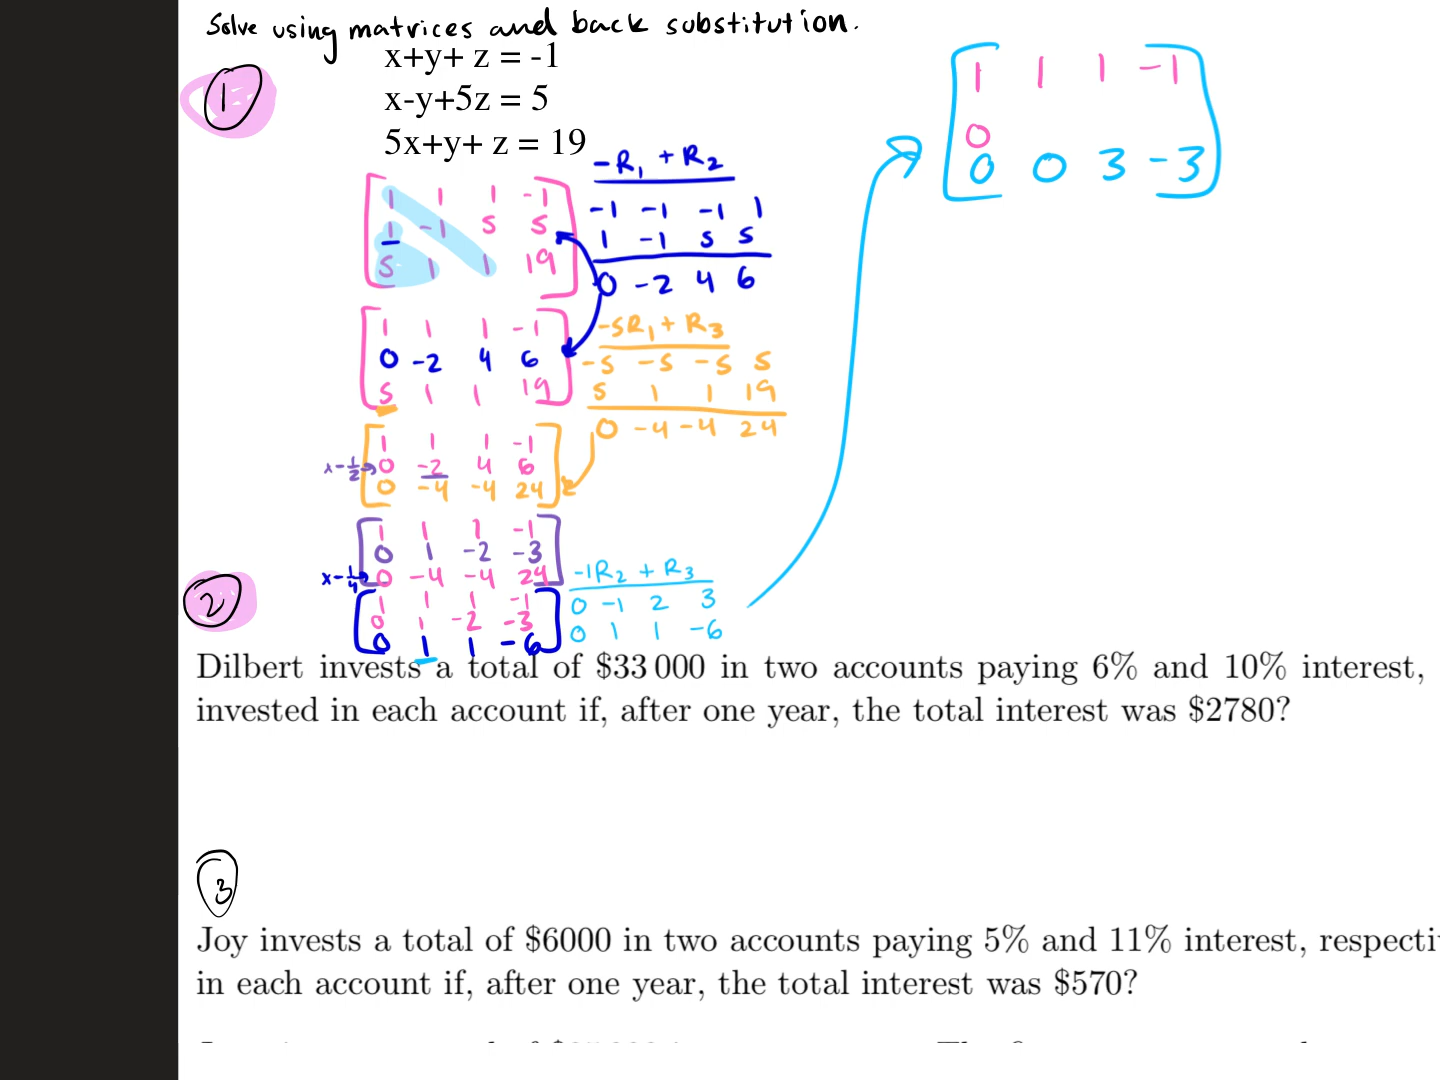 Solve using matrices and back substitution.
① x+y+ z = -1
x-y+5z = 5
5x+y+ z = 19
1 1 1 -1
1 -1 5 5
5 1 1 19
-R₁ + R₂
-1 -1 -1 1
1 -1 5 5
0 -2 4 6
1 1 1 -1
0 -2 4 6
5 1 1 19
-5R₁ + R₃
-5 -5 -5 5
5 1 1 19
0 -4 -4 24
1 1 1 -1
x-1/2→ 0 -2 4 6
0 -4 -4 24
1 1 1 -1
0 1 -2 -3
x-1/4→ 0 -4 -4 24
1 1 1 -1
0 1 -2 -3
0 1 1 -6
-1R₂ + R₃
0 -1 2 3
0 1 1 -6
1 1 1 -1
0
0 0 3 -3
②
Dilbert invests a total of $33 000 in two accounts paying 6% and 10% interest,
invested in each account if, after one year, the total interest was $2780?
③
Joy invests a total of $6000 in two accounts paying 5% and 11% interest, respecti
in each account if, after one year, the total interest was $570?